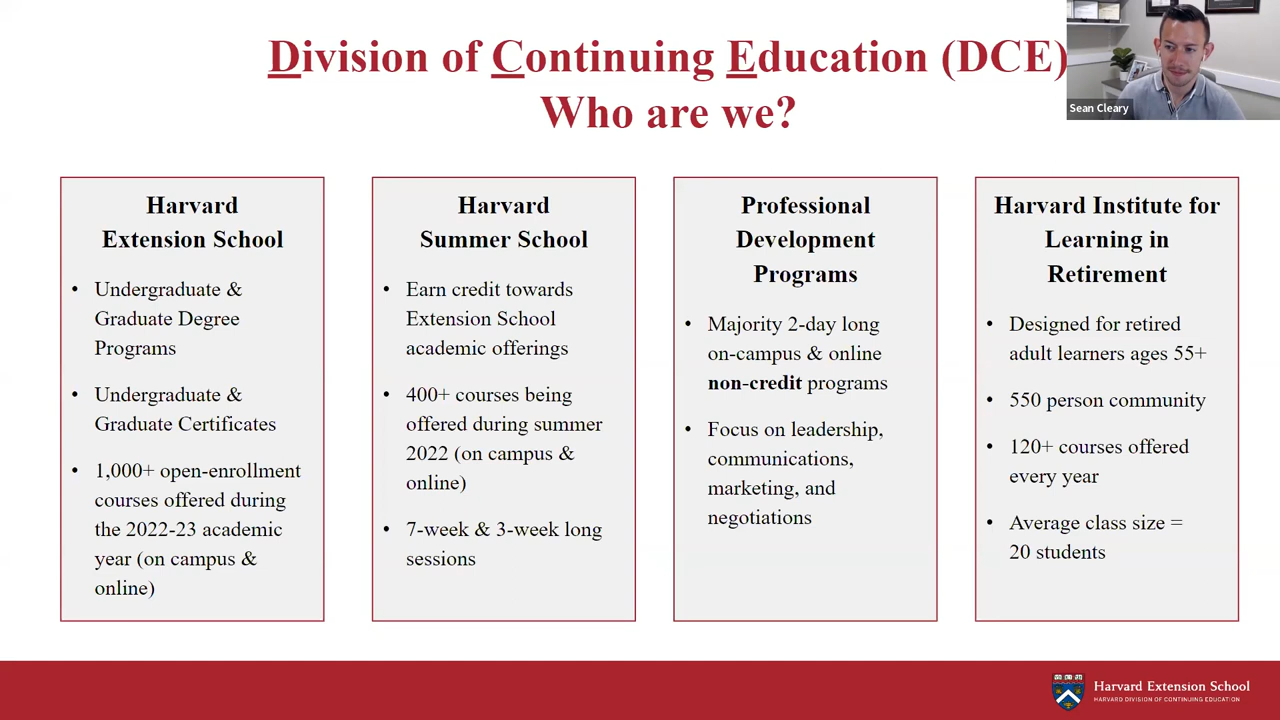 Division of Continuing Education (DCE)
Who are we?
Sean Cleary
Harvard
Extension School
• Undergraduate &
Graduate Degree
Programs
• Undergraduate &
Graduate Certificates
• 1,000+ open-enrollment
courses offered during
the 2022-23 academic
year (on campus &
online)
Harvard
Summer School
• Earn credit towards
Extension School
academic offerings
• 400+ courses being
offered during summer
2022 (on campus &
online)
• 7-week & 3-week long
sessions
Professional
Development
Programs
• Majority 2-day long
on-campus & online
non-credit programs
• Focus on leadership,
communications,
marketing, and
negotiations
Harvard Institute for
Learning in
Retirement
• Designed for retired
adult learners ages 55+
• 550 person community
• 120+ courses offered
every year
• Average class size =
20 students
Harvard Extension School
HARVARD DIVISION OF CONTINUING EDUCATION